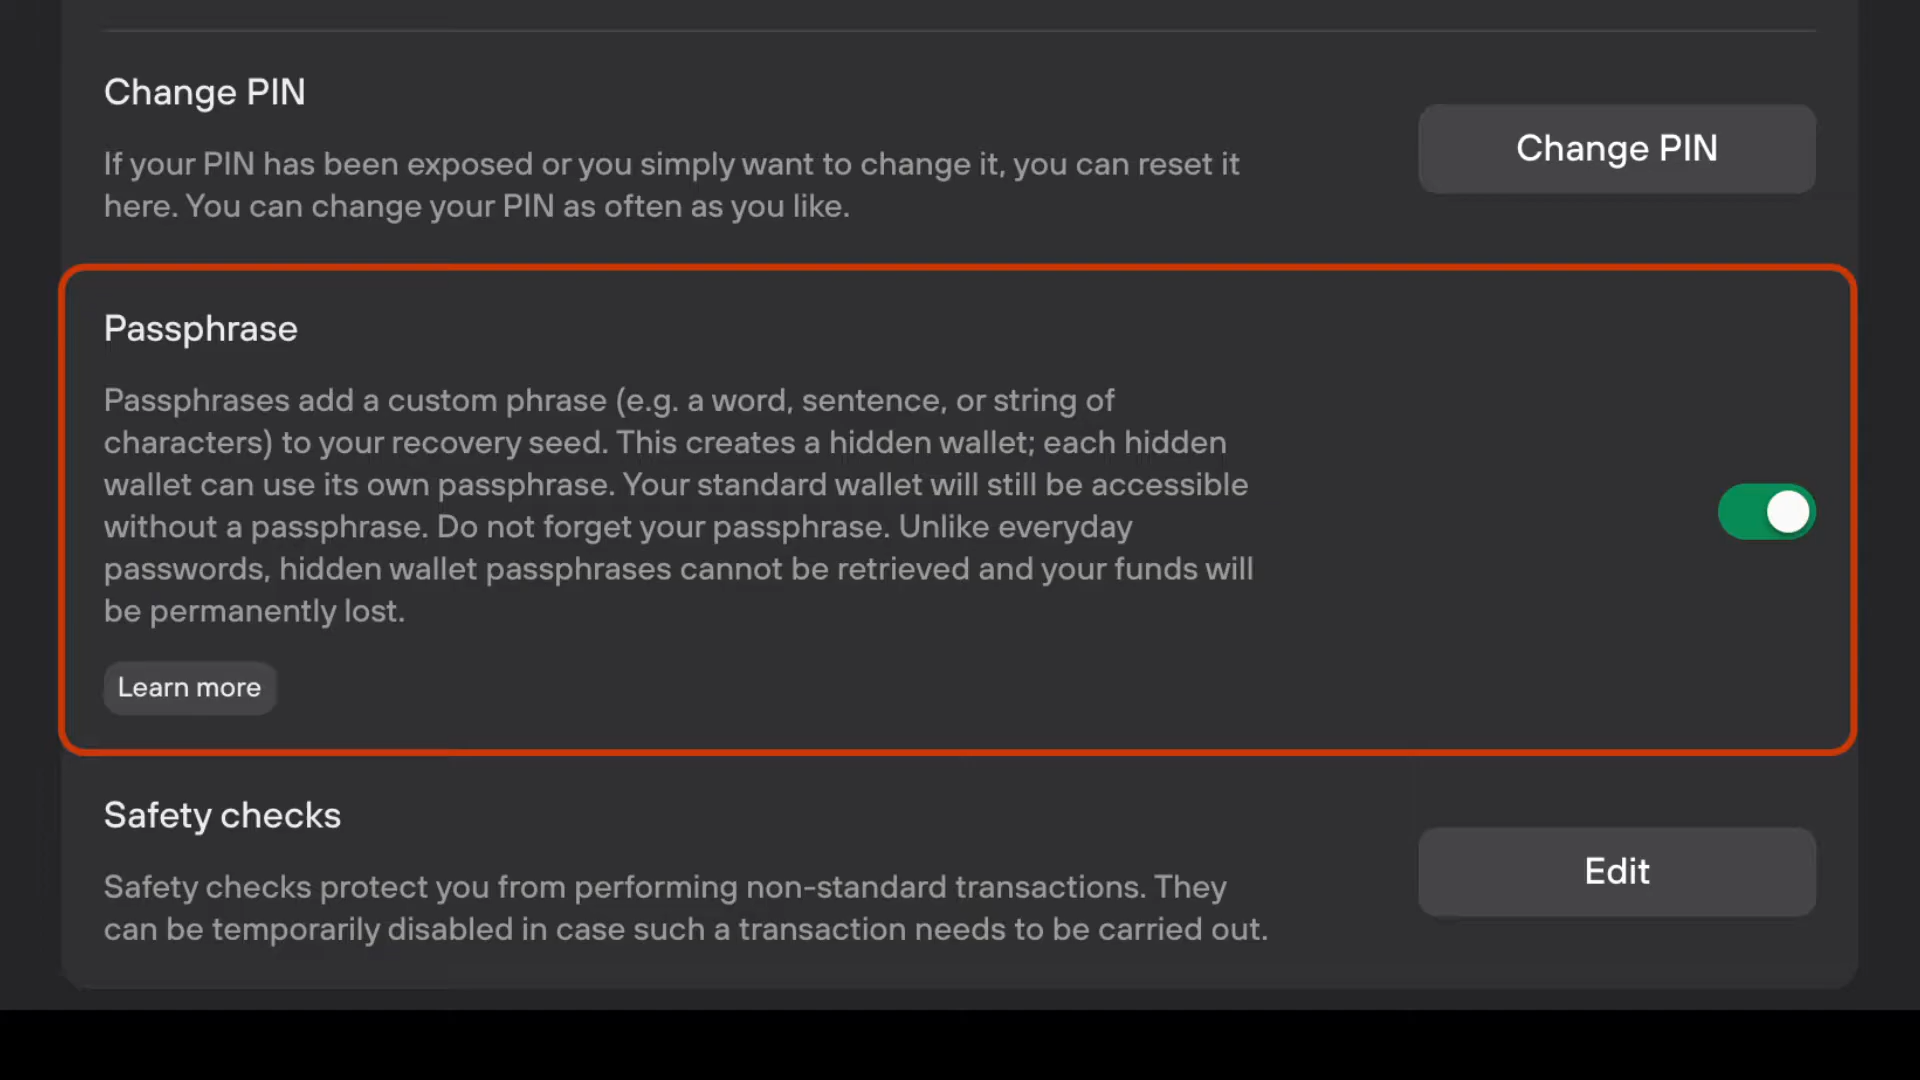 Change PIN
If your PIN has been exposed or you simply want to change it, you can reset it
here. You can change your PIN as often as you like.
Change PIN
Passphrase
Passphrases add a custom phrase (e.g. a word, sentence, or string of
characters) to your recovery seed. This creates a hidden wallet; each hidden
wallet can use its own passphrase. Your standard wallet will still be accessible
without a passphrase. Do not forget your passphrase. Unlike everyday
passwords, hidden wallet passphrases cannot be retrieved and your funds will
be permanently lost.
Learn more
Safety checks
Safety checks protect you from performing non-standard transactions. They
can be temporarily disabled in case such a transaction needs to be carried out.
Edit